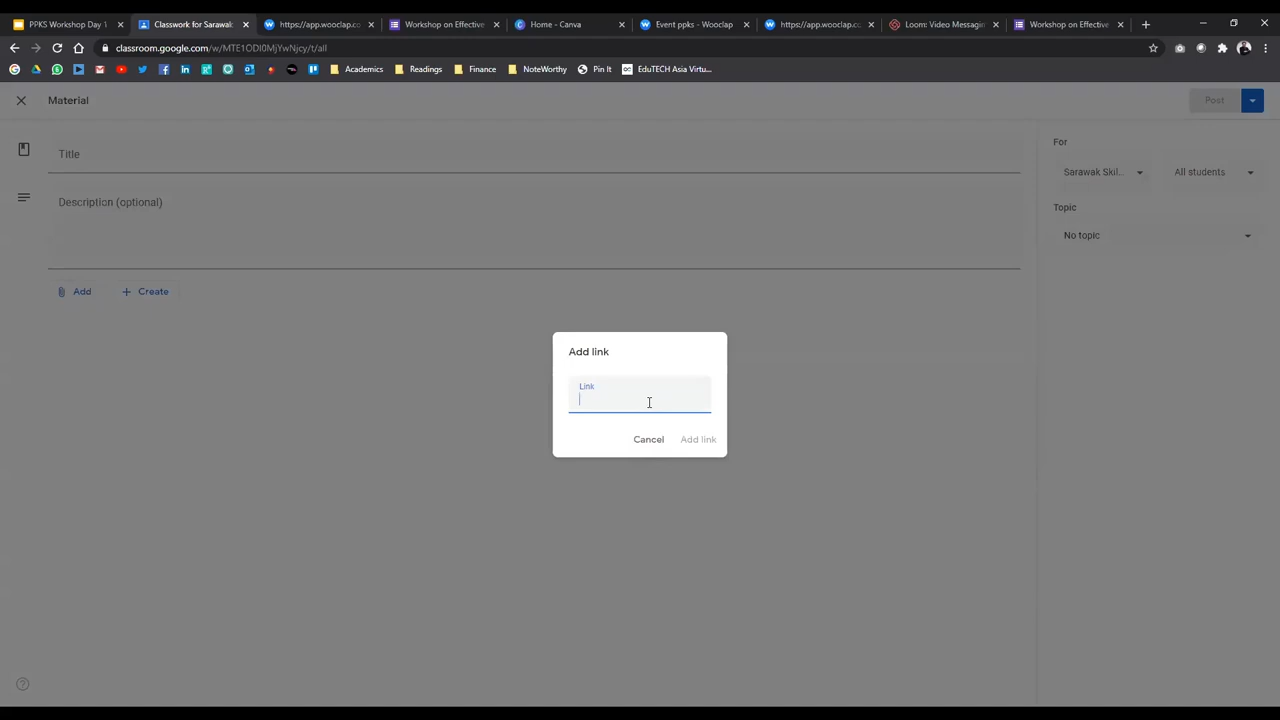 PPKS Workshop Day 1
Classwork for Sarawak
https://app.wooclap.co
Workshop on Effective
Home - Canva
Event ppks - Wooclap
https://app.wooclap.co
Loom: Video Messagin
Workshop on Effective
classroom.google.com/w/MTE1ODI0MjYwNjcy/t/all
Academics
Readings
Finance
NoteWorthy
Pin It
EduTECH Asia Virtu...
Material
Post
Title
Description (optional)
Add
Create
For
Sarawak Skil...
All students
Topic
No topic
Add link
Link
Cancel
Add link